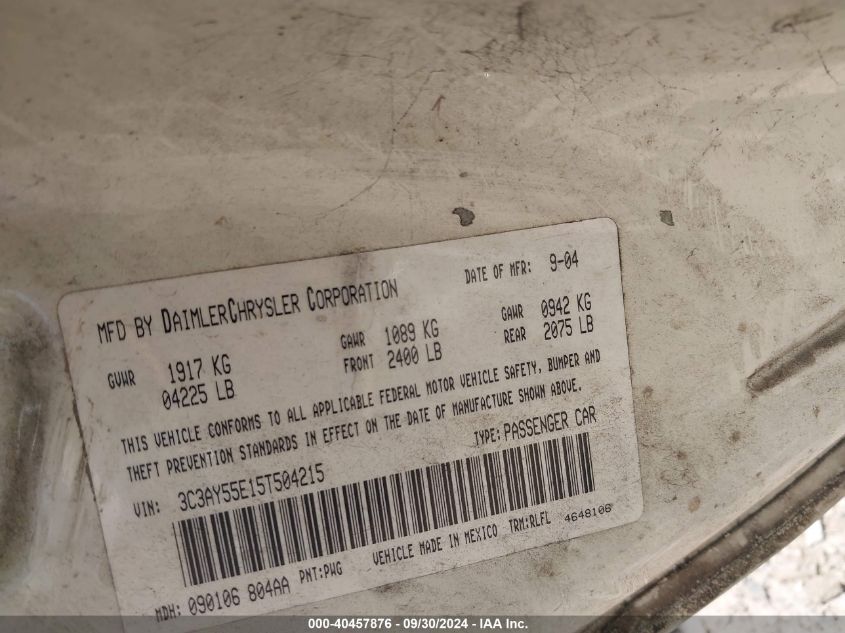 MFD BY DAIMLERCHRYSLER CORPORATION DATE OF MFR: 9-04
GVWR 1917 KG GAWR 1089 KG GAWR 0942 KG
04225 LB FRONT 2400 LB REAR 2075 LB
THIS VEHICLE CONFORMS TO ALL APPLICABLE FEDERAL MOTOR VEHICLE SAFETY, BUMPER AND
THEFT PREVENTION STANDARDS IN EFFECT ON THE DATE OF MANUFACTURE SHOWN ABOVE.
VIN: 3C3AY55E15T504215 TYPE: PASSENGER CAR
MDH: 090106 804AA PNT: PWG VEHICLE MADE IN MEXICO TRM: RLFL 4648106
000-40457876 - 09/30/2024 - IAA Inc.